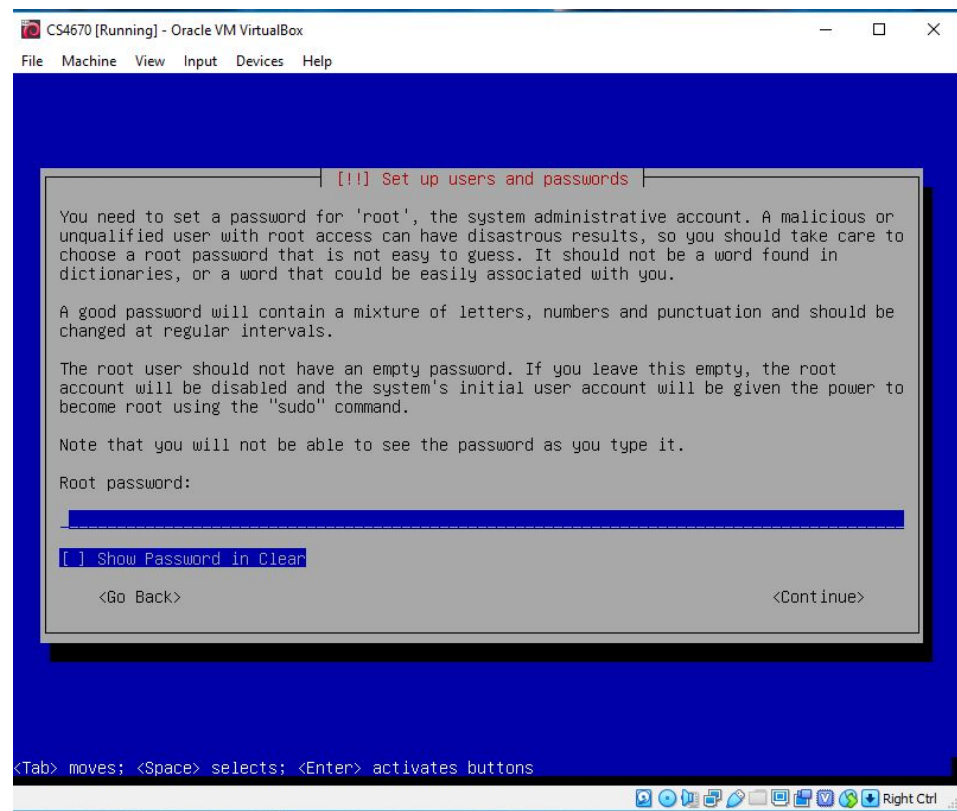 CS4670 [Running] - Oracle VM VirtualBox
File Machine View Input Devices Help
[!!] Set up users and passwords
You need to set a password for 'root', the system administrative account. A malicious or
unqualified user with root access can have disastrous results, so you should take care to
choose a root password that is not easy to guess. It should not be a word found in
dictionaries, or a word that could be easily associated with you.
A good password will contain a mixture of letters, numbers and punctuation and should be
changed at regular intervals.
The root user should not have an empty password. If you leave this empty, the root
account will be disabled and the system's initial user account will be given the power to
become root using the "sudo" command.
Note that you will not be able to see the password as you type it.
Root password:
[ ] Show Password in Clear
<Go Back> <Continue>
<Tab> moves; <Space> selects; <Enter> activates buttons
Right Ctrl